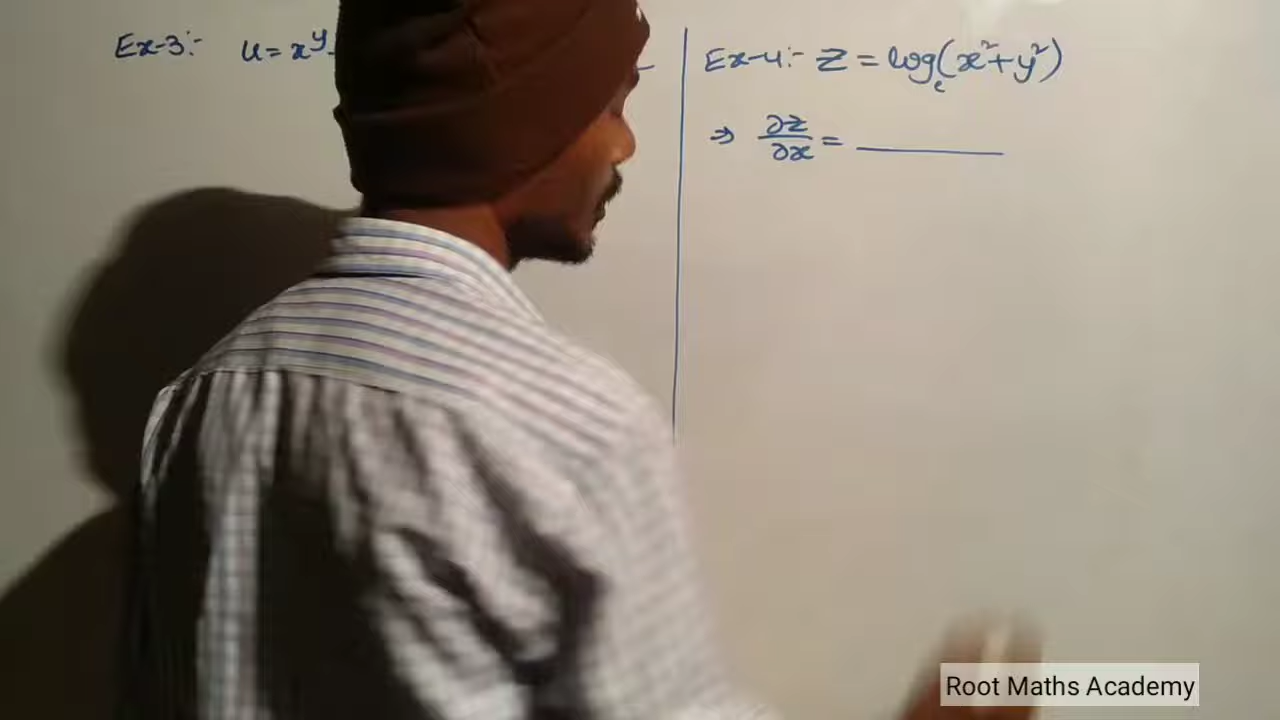 Ex-3:- u = x^y
Ex-4:- Z = log_e(x²+y²)
⇒ ∂z/∂x = ______
Root Maths Academy